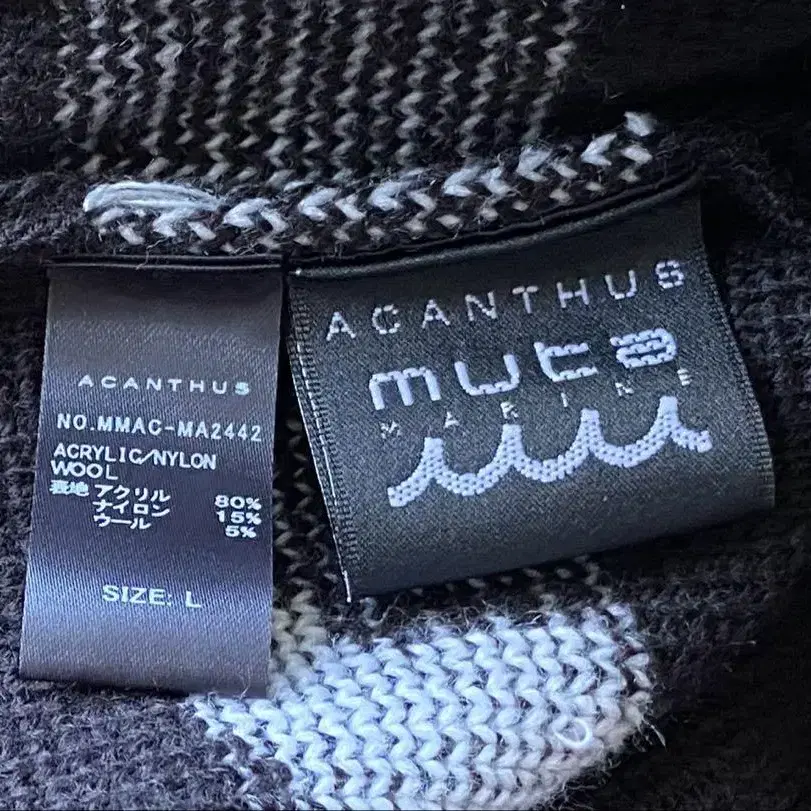 ACANTHUS
NO.MMAC-MA2442
ACRYLIC/NYLON
WOOL
表地 アクリル 80%
ナイロン 15%
ウール 5%
SIZE: L
ACANTHUS
muta
MARINE